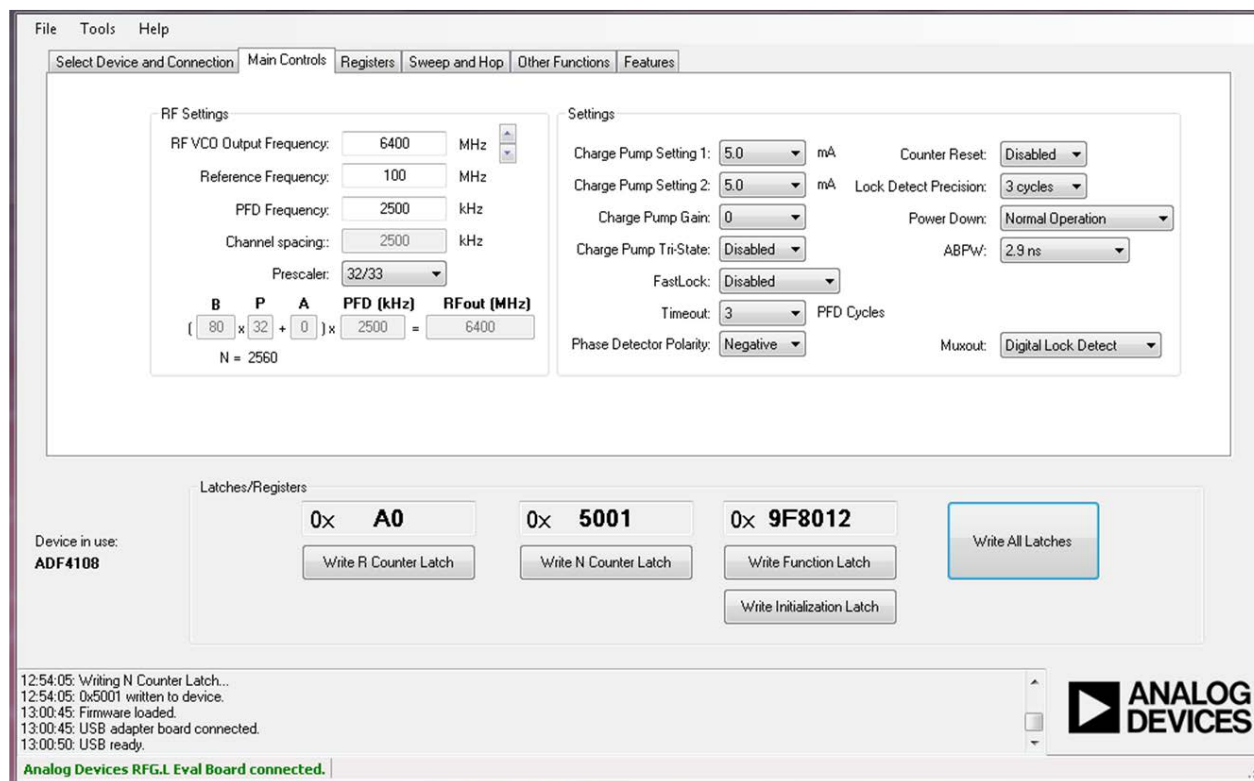 File Tools Help
Select Device and Connection Main Controls Registers Sweep and Hop Other Functions Features
RF Settings
RF VCO Output Frequency: 6400 MHz
Reference Frequency: 100 MHz
PFD Frequency: 2500 kHz
Channel spacing:: 2500 kHz
Prescaler: 32/33
B P A PFD (kHz) RFout (MHz)
( 80 x 32 + 0 ) x 2500 = 6400
N = 2560
Settings
Charge Pump Setting 1: 5.0 mA Counter Reset: Disabled
Charge Pump Setting 2: 5.0 mA Lock Detect Precision: 3 cycles
Charge Pump Gain: 0 Power Down: Normal Operation
Charge Pump Tri-State: Disabled ABPW: 2.9 ns
FastLock: Disabled
Timeout: 3 PFD Cycles
Phase Detector Polarity: Negative Muxout: Digital Lock Detect
Latches/Registers
0x A0 0x 5001 0x 9F8012
Write R Counter Latch Write N Counter Latch Write Function Latch Write All Latches
Write Initialization Latch
Device in use:
ADF4108
12:54:05: Writing N Counter Latch...
12:54:05: 0x5001 written to device.
13:00:45: Firmware loaded.
13:00:45: USB adapter board connected.
13:00:50: USB ready.
ANALOG
DEVICES
Analog Devices RFG.L Eval Board connected.